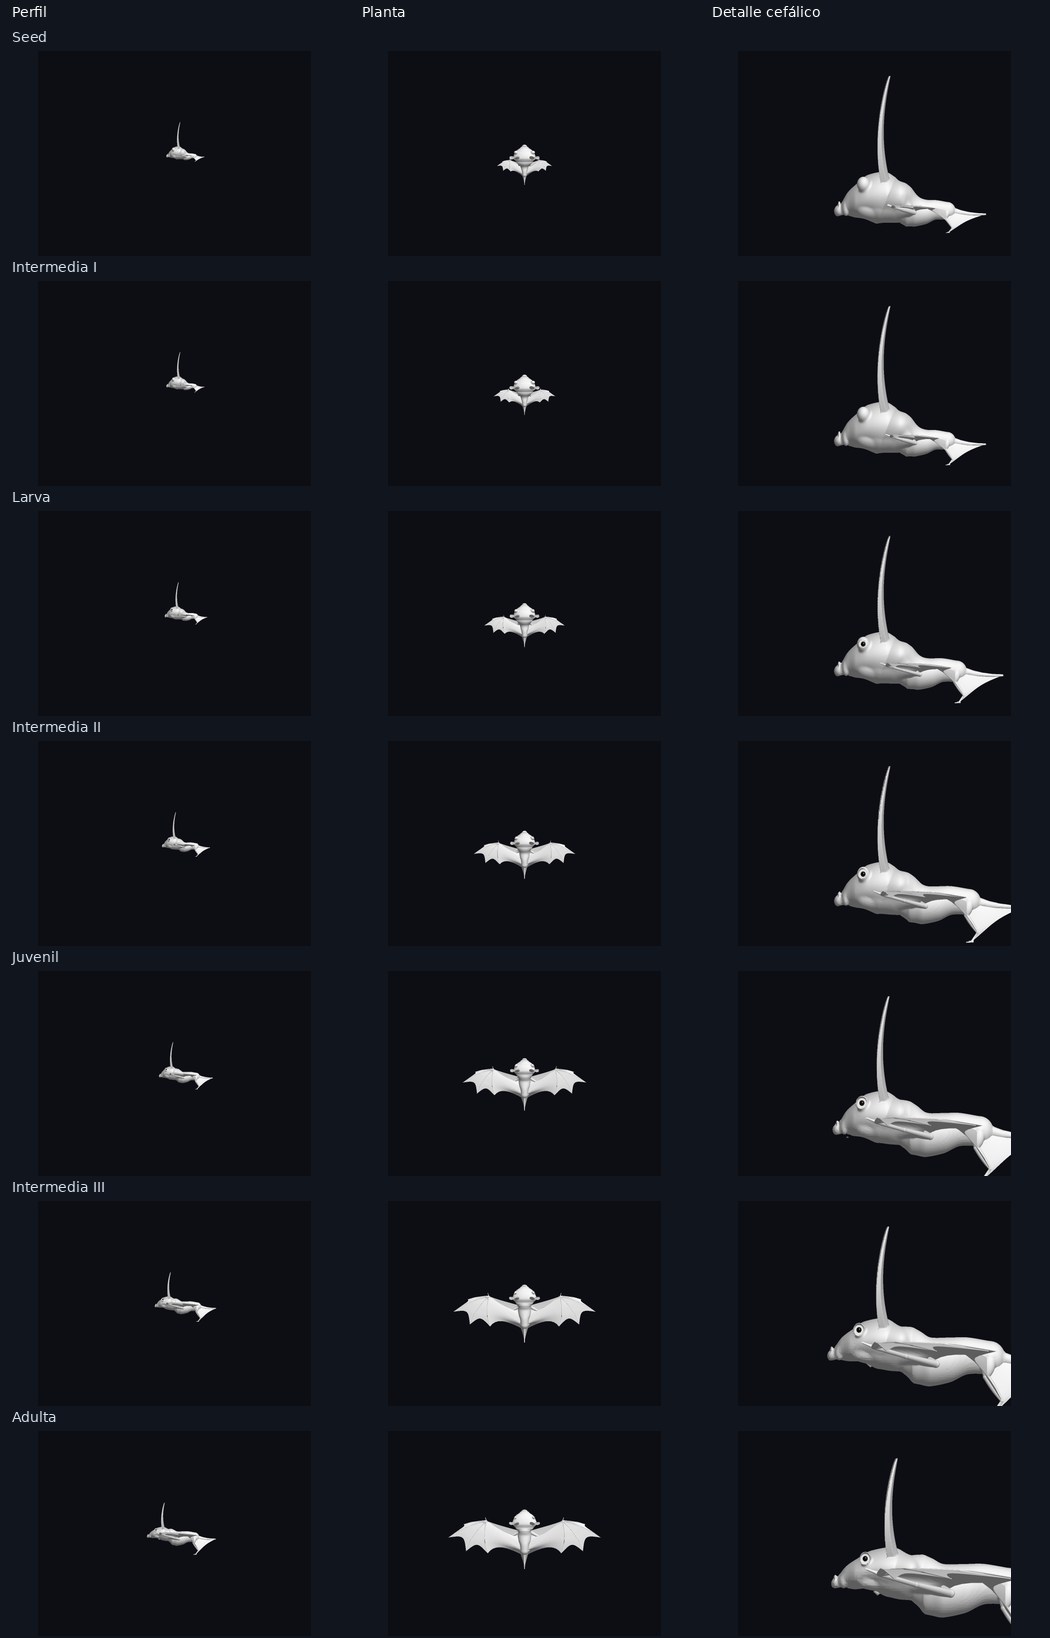 Perfil
Planta
Detalle cefálico
Seed
Intermedia I
Larva
Intermedia II
Juvenil
Intermedia III
Adulta